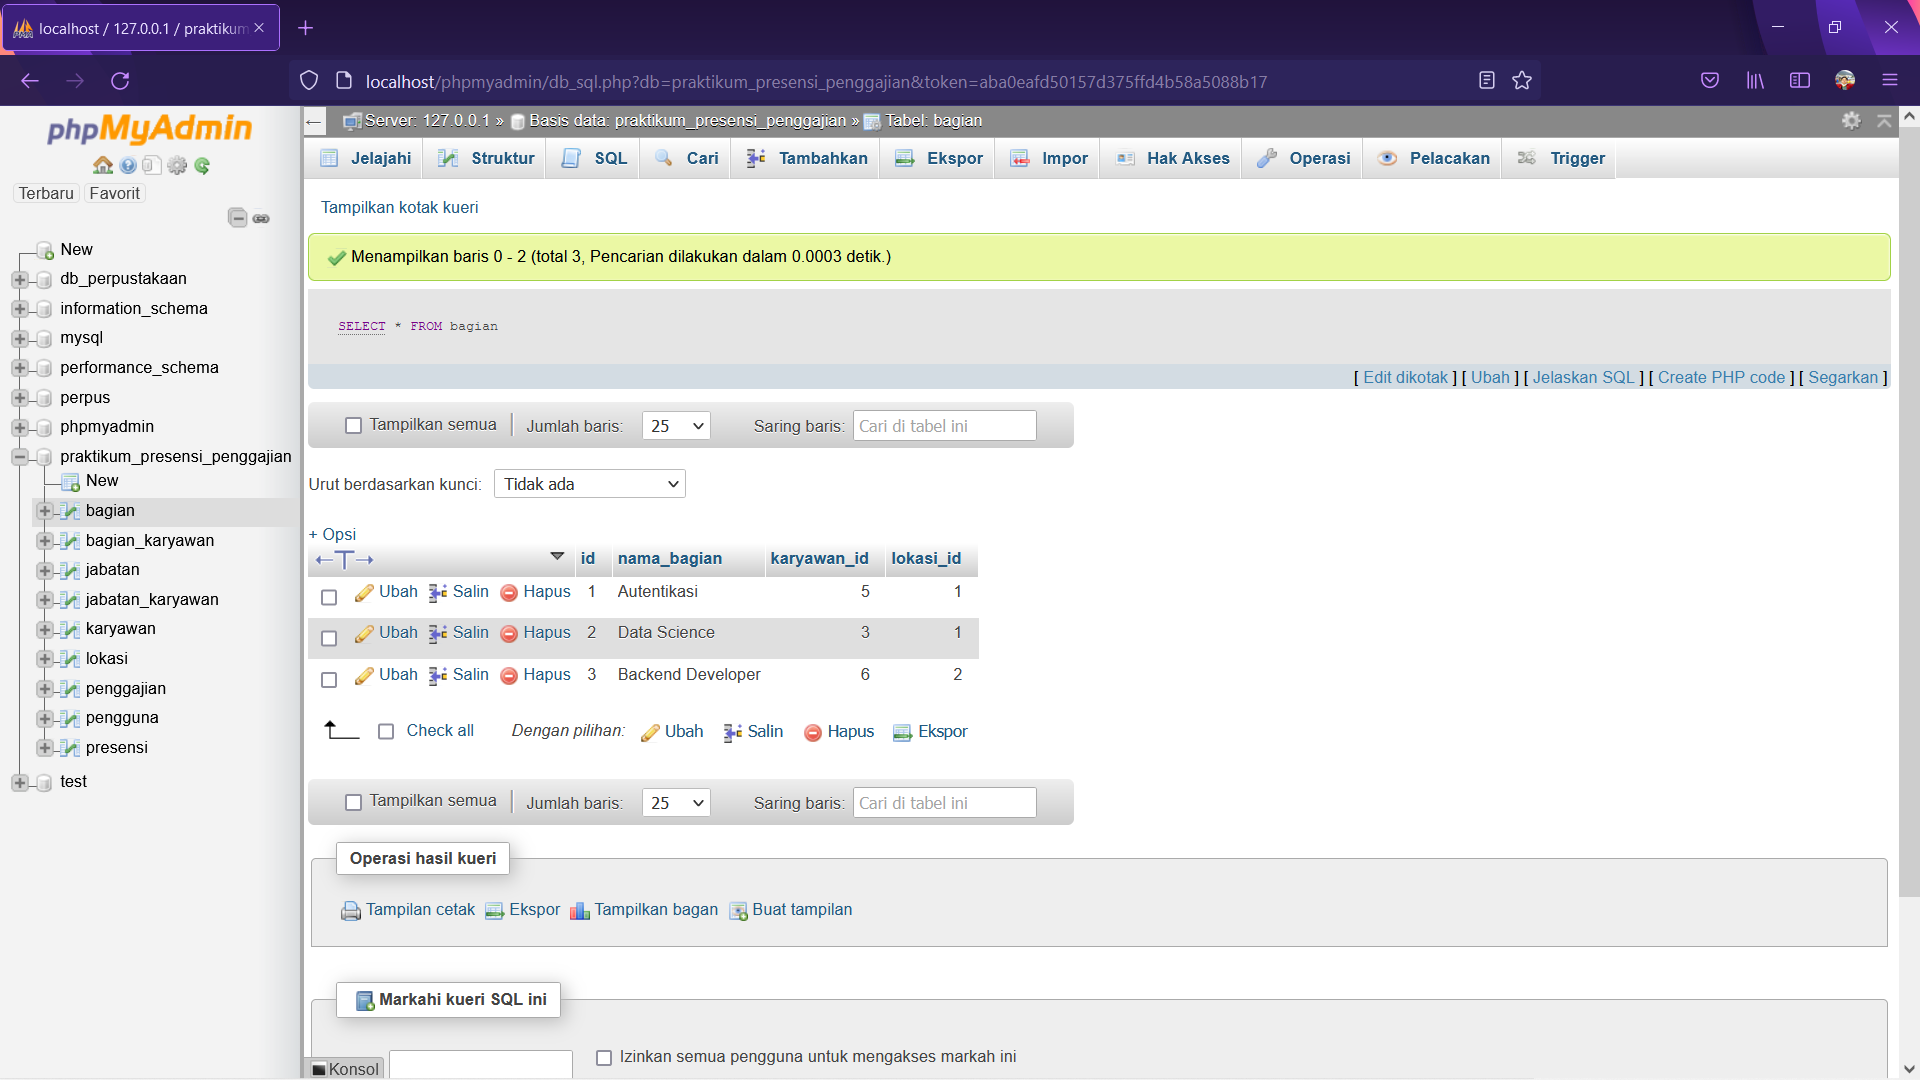 localhost / 127.0.0.1 / praktikum
localhost/phpmyadmin/db_sql.php?db=praktikum_presensi_penggajian&token=aba0eafd50157d375ffd4b58a5088b17
phpMyAdmin
Terbaru Favorit
New
db_perpustakaan
information_schema
mysql
performance_schema
perpus
phpmyadmin
praktikum_presensi_penggajian
New
bagian
bagian_karyawan
jabatan
jabatan_karyawan
karyawan
lokasi
penggajian
pengguna
presensi
test
Server: 127.0.0.1 » Basis data: praktikum_presensi_penggajian » Tabel: bagian
Jelajahi Struktur SQL Cari Tambahkan Ekspor Impor Hak Akses Operasi Pelacakan Trigger
Tampilkan kotak kueri
Menampilkan baris 0 - 2 (total 3, Pencarian dilakukan dalam 0.0003 detik.)
SELECT * FROM bagian
[ Edit dikotak ] [ Ubah ] [ Jelaskan SQL ] [ Create PHP code ] [ Segarkan ]
Tampilkan semua | Jumlah baris: 25 Saring baris: Cari di tabel ini
Urut berdasarkan kunci: Tidak ada
+ Opsi
←T→ id nama_bagian karyawan_id lokasi_id
Ubah Salin Hapus 1 Autentikasi 5 1
Ubah Salin Hapus 2 Data Science 3 1
Ubah Salin Hapus 3 Backend Developer 6 2
Check all Dengan pilihan: Ubah Salin Hapus Ekspor
Tampilkan semua | Jumlah baris: 25 Saring baris: Cari di tabel ini
Operasi hasil kueri
Tampilan cetak Ekspor Tampilkan bagan Buat tampilan
Markahi kueri SQL ini
Izinkan semua pengguna untuk mengakses markah ini
Konsol